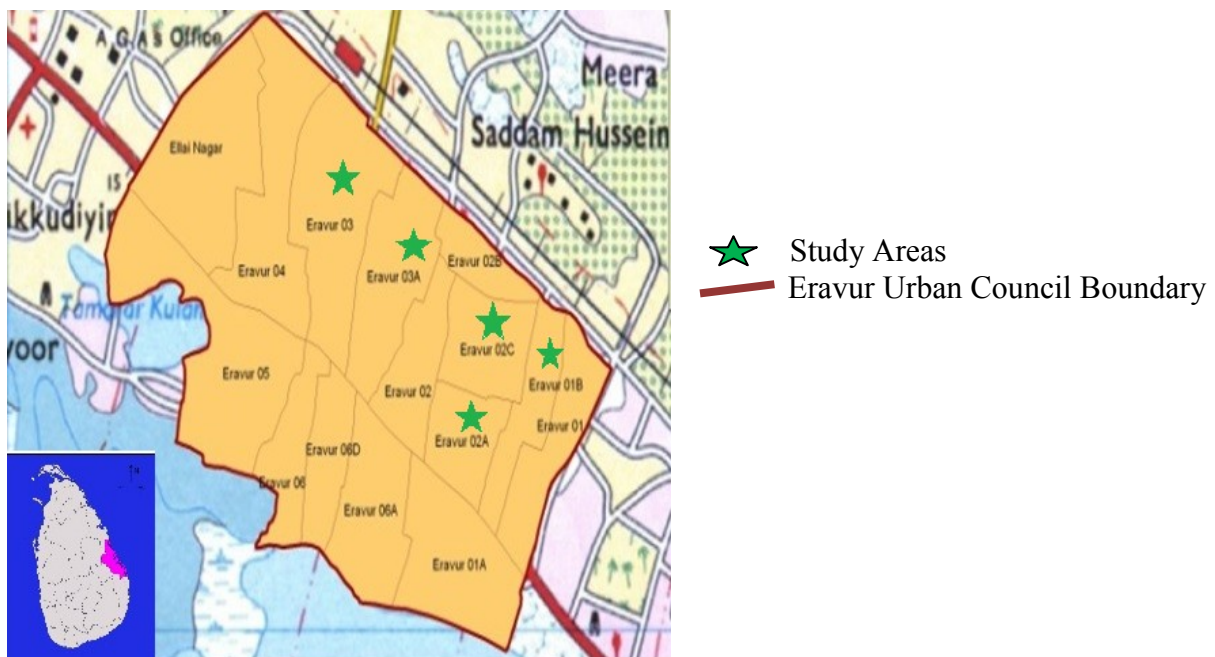 A G A's Office
Meera
Saddam Hussein
Ellai Nagar
15
ukkudiyir
Eravur 03
Eravur 02B
Eravur 04
Eravur 03A
Eravur 02C
Eravur 05
Eravur 02
Eravur 01B
Eravur 01
Eravur 02A
Eravur 06D
Eravur 06
Eravur 06A
Eravur 01A
voor
Study Areas
Eravur Urban Council Boundary